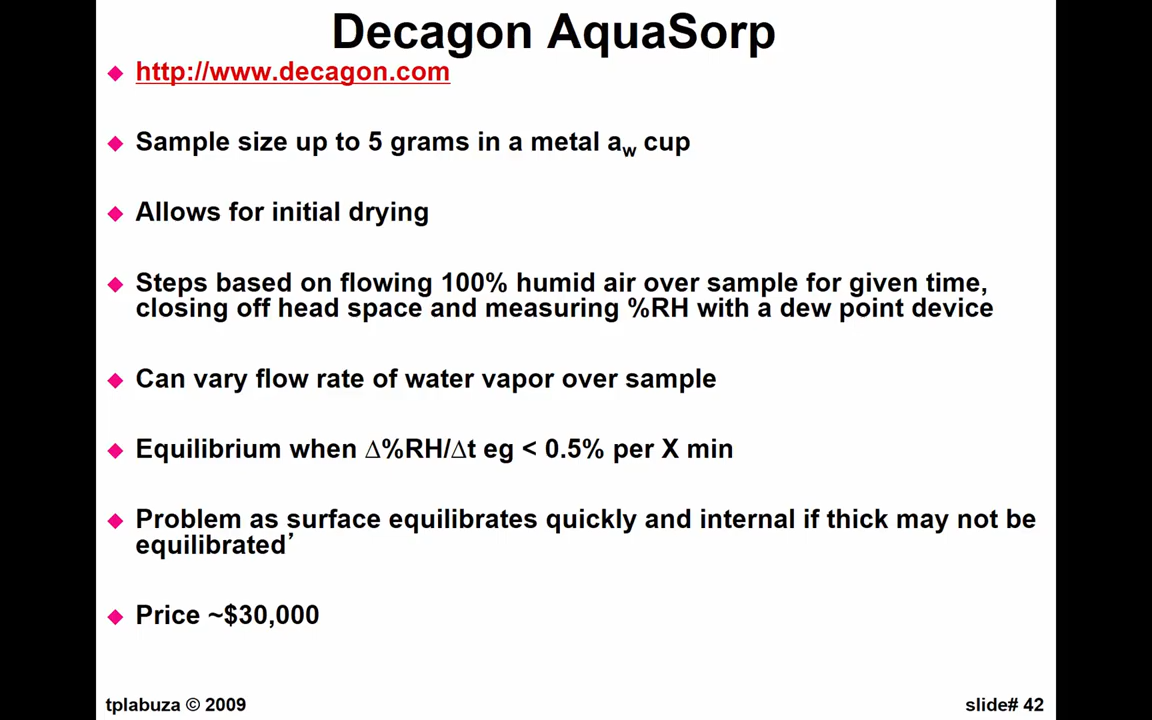 Decagon AquaSorp
http://www.decagon.com
Sample size up to 5 grams in a metal aw cup
Allows for initial drying
Steps based on flowing 100% humid air over sample for given time,
closing off head space and measuring %RH with a dew point device
Can vary flow rate of water vapor over sample
Equilibrium when ∆%RH/∆t eg < 0.5% per X min
Problem as surface equilibrates quickly and internal if thick may not be
equilibrated’
Price ~$30,000
tplabuza © 2009
slide# 42